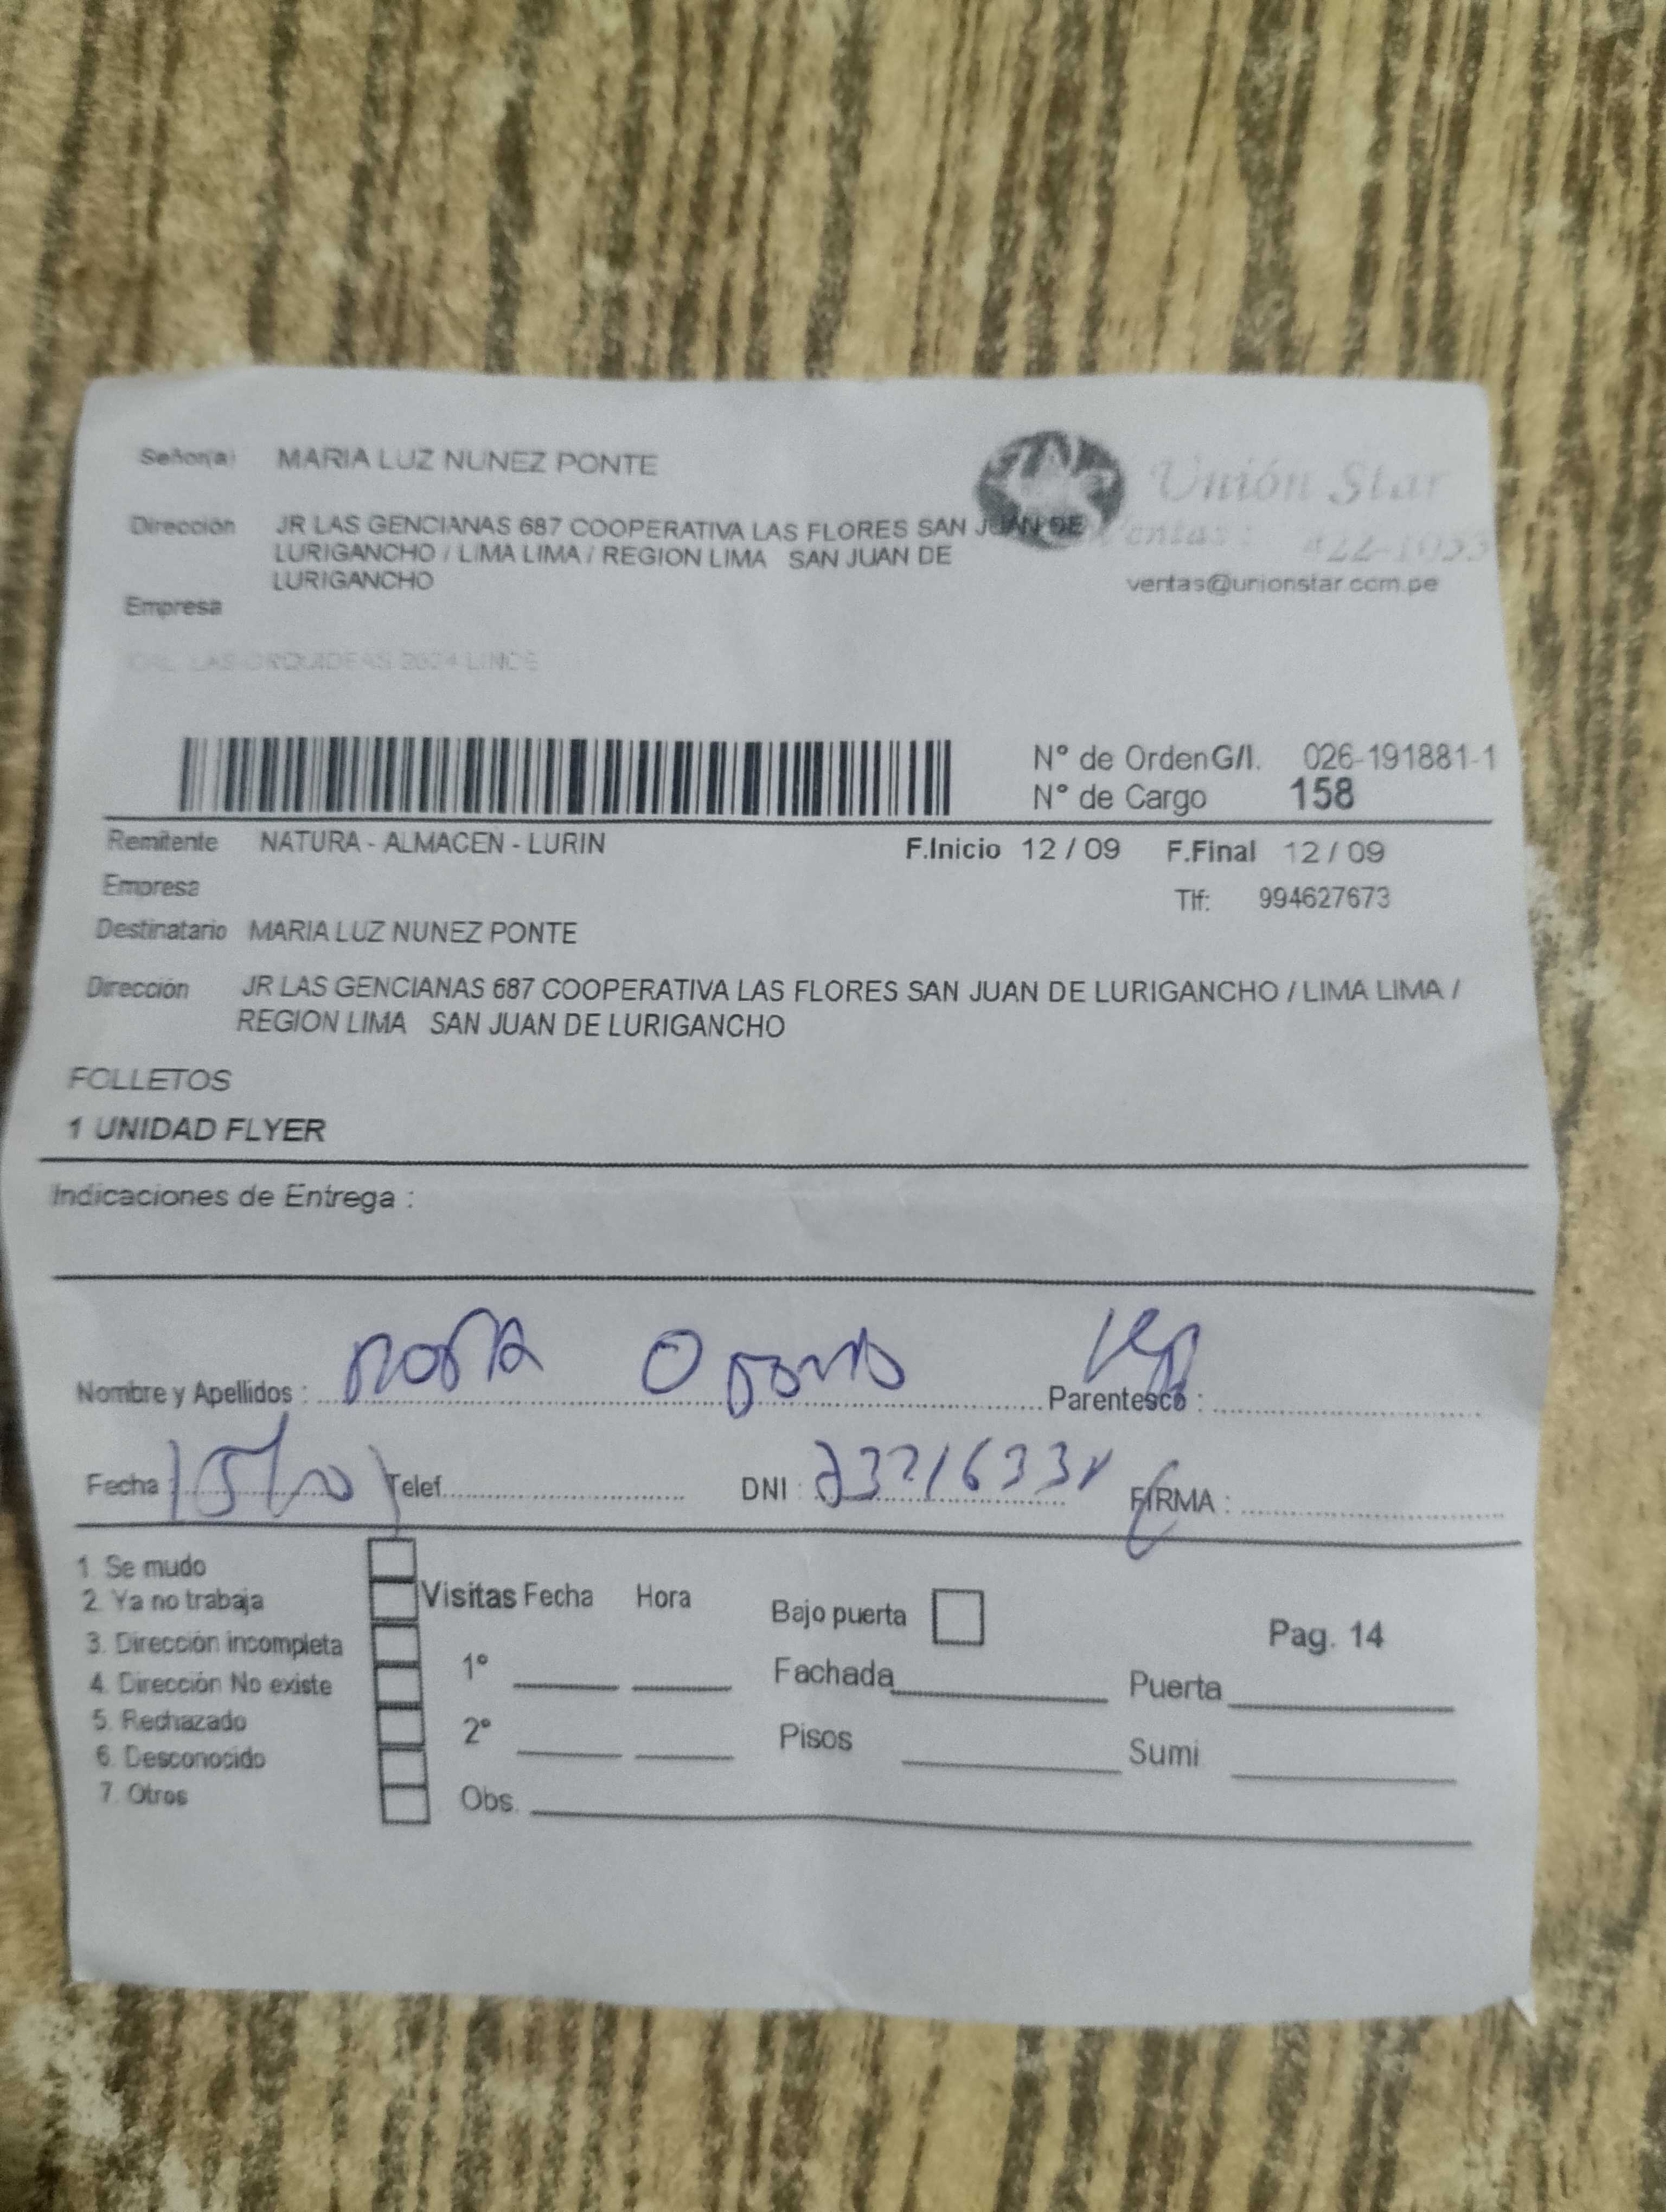 Señor(a) MARIA LUZ NUNEZ PONTE
Unión Star
Dirección JR LAS GENCIANAS 687 COOPERATIVA LAS FLORES SAN JUAN DE
LURIGANCHO / LIMA LIMA / REGION LIMA SAN JUAN DE
LURIGANCHO
Ventas: 422-1053
ventas@unionstar.com.pe
Empresa
LAS ORQUIDEAS LINCE
N° de Orden G/I. 026-191881-1
N° de Cargo 158
Remitente NATURA - ALMACEN - LURIN F.Inicio 12 / 09 F.Final 12 / 09
Empresa Tlf: 994627673
Destinatario MARIA LUZ NUNEZ PONTE
Dirección JR LAS GENCIANAS 687 COOPERATIVA LAS FLORES SAN JUAN DE LURIGANCHO / LIMA LIMA /
REGION LIMA SAN JUAN DE LURIGANCHO
FOLLETOS
1 UNIDAD FLYER
Indicaciones de Entrega :
Nombre y Apellidos : Parentesco :
Fecha : Telef. DNI : FIRMA :
1. Se mudo
2. Ya no trabaja
3. Dirección incompleta
4. Dirección No existe
5. Rechazado
6. Desconocido
7. Otros
Visitas Fecha Hora
1°
2°
Obs.
Bajo puerta
Fachada
Pisos
Pag. 14
Puerta
Sumi